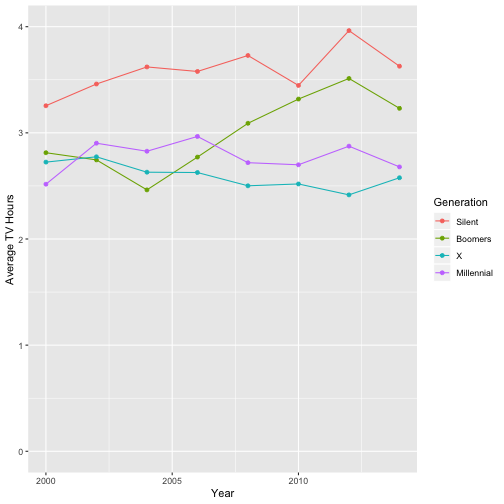 4
3
2
1
0
Average TV Hours
2000
2005
2010
Year
Generation
Silent
Boomers
X
Millennial